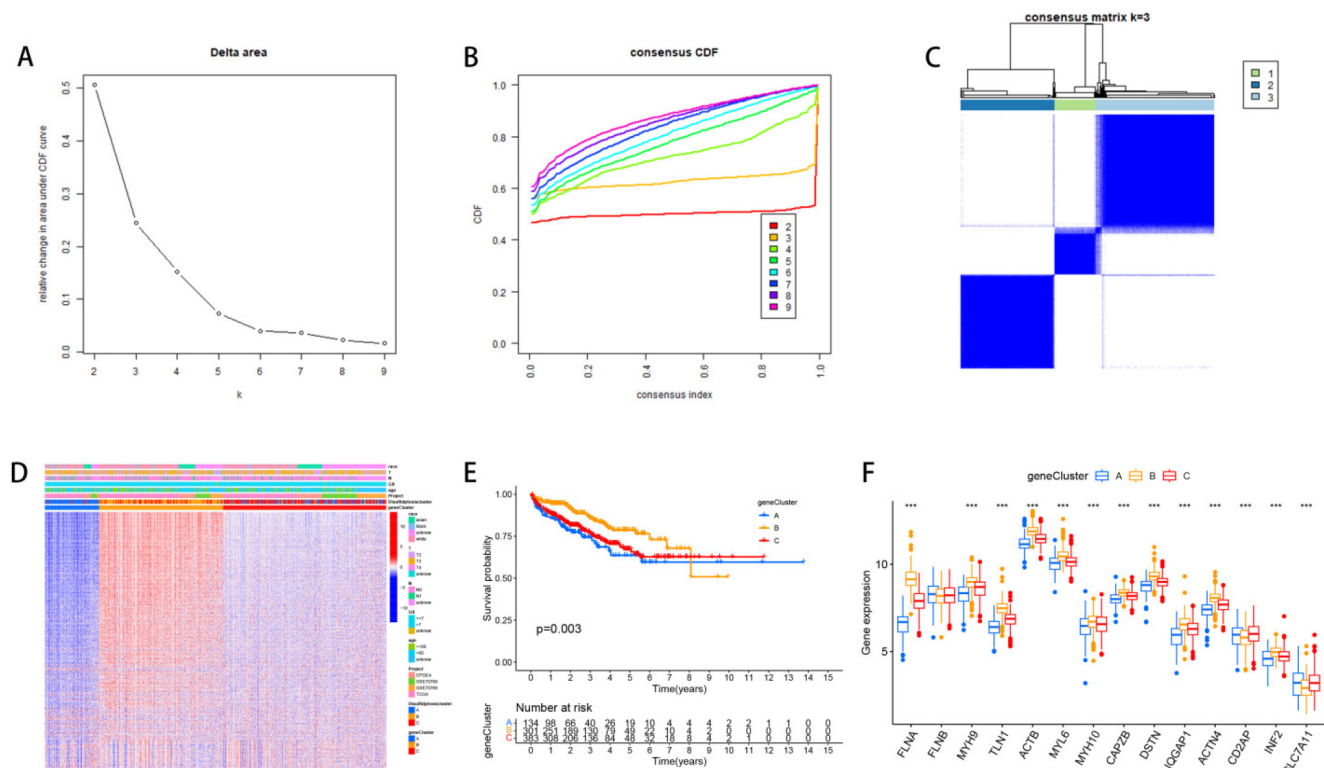 A
Delta area
relative change in area under CDF curve
0.5
0.4
0.3
0.2
0.1
0.0
2 3 4 5 6 7 8 9
k
B
consensus CDF
CDF
1.0
0.8
0.6
0.4
0.2
0.0
2
3
4
5
6
7
8
9
0.0 0.2 0.4 0.6 0.8 1.0
consensus index
C
consensus matrix k=3
1
2
3
D
race
T
N
GS
age
Project
Disulfidptosiscluster
geneCluster
10
5
0
−5
−10
race
asian
black
unknow
white
T
T2
T3
T4
unknow
N
N0
N1
unknow
GS
<=7
>7
unknow
age
unknow
Project
CPGEA
GSE70768
GSE70769
TCGA
Disulfidptosiscluster
A
B
C
geneCluster
A
B
C
E
geneCluster
A
B
C
Survival probability
1.00
0.75
0.50
0.25
0.00
p=0.003
0 1 2 3 4 5 6 7 8 9 10 11 12 13 14 15
Time(years)
Number at risk
geneCluster
A 134 98 66 40 26 19 10 4 4 4 2 2 1 1 0 0
B 301 251 189 130 79 49 22 10 4 2 0 0 0 0
C 383 308 206 136 84 48 32 18 8 4 2 1 0 0 0 0
0 1 2 3 4 5 6 7 8 9 10 11 12 13 14 15
Time(years)
F
geneCluster A B C
*** *** *** *** *** *** *** *** *** *** *** *** ***
Gene expression
10
5
FLNA
FLNB
MYH9
TLN1
ACTB
MYL6
MYH10
CAPZB
DSTN
IQGAP1
ACTN4
CD2AP
INF2
SLC7A11